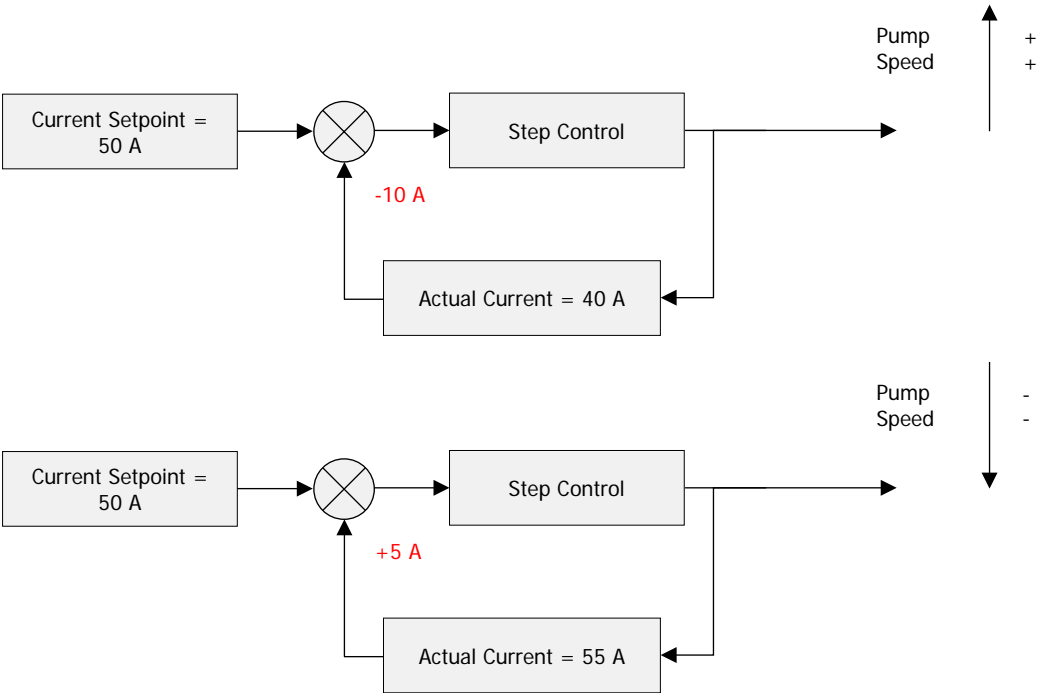 Pump +
Speed +
Current Setpoint =
50 A
Step Control
-10 A
Actual Current = 40 A
Pump -
Speed -
Current Setpoint =
50 A
Step Control
+5 A
Actual Current = 55 A